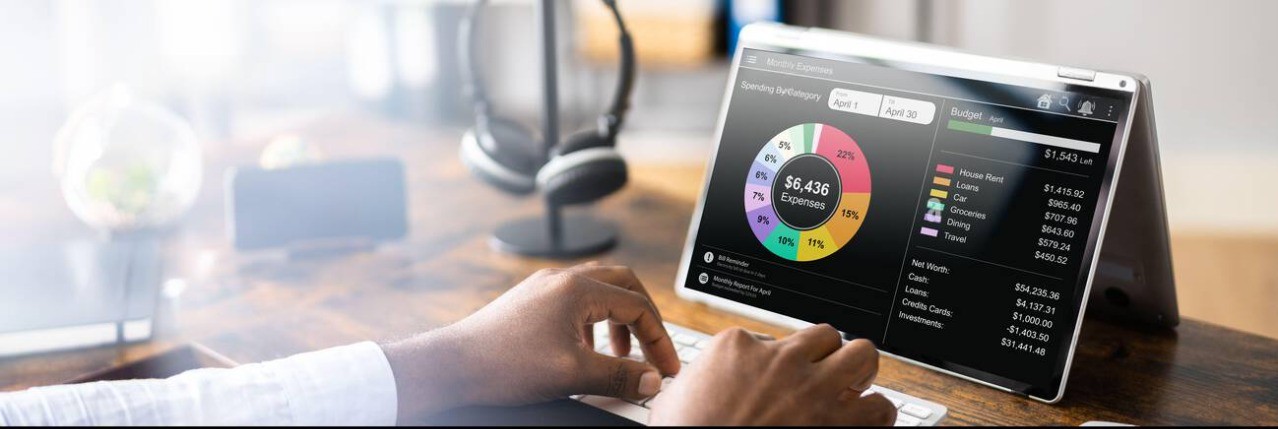 Monthly Expenses
Spending By Category
From
April 1
To
April 30
22%
15%
11%
10%
9%
7%
6%
6%
5%
$6,436
Expenses
Bill Reminder
Monthly Report For April
Budget April
$1,543 Left
House Rent $1,415.92
Loans $965.40
Car $707.96
Groceries $643.60
Dining $579.24
Travel $450.52
Net Worth: $54,235.36
Cash: $4,137.31
Loans: $1,000.00
Credits Cards: -$1,403.50
Investments: $31,441.48